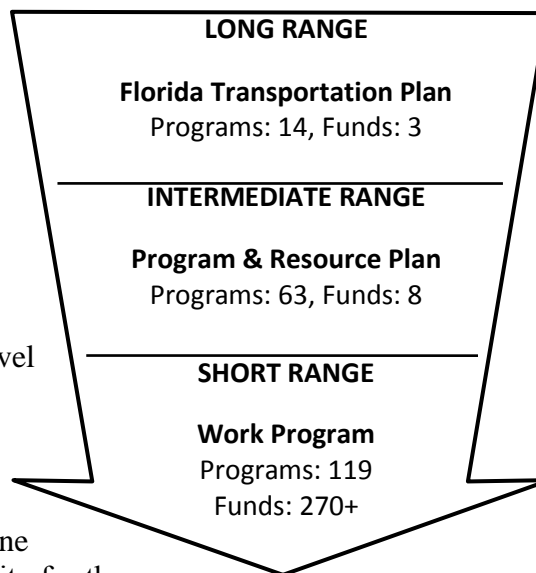 LONG RANGE
Florida Transportation Plan
Programs: 14, Funds: 3
INTERMEDIATE RANGE
Program & Resource Plan
Programs: 63, Funds: 8
SHORT RANGE
Work Program
Programs: 119
Funds: 270+